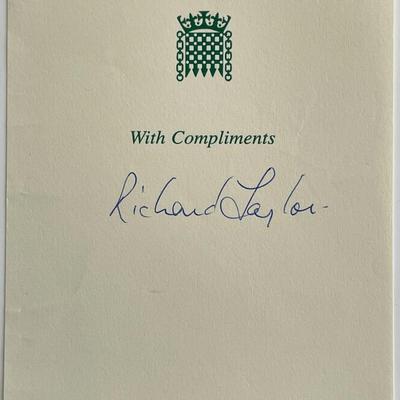 With Compliments
Richard Taylor